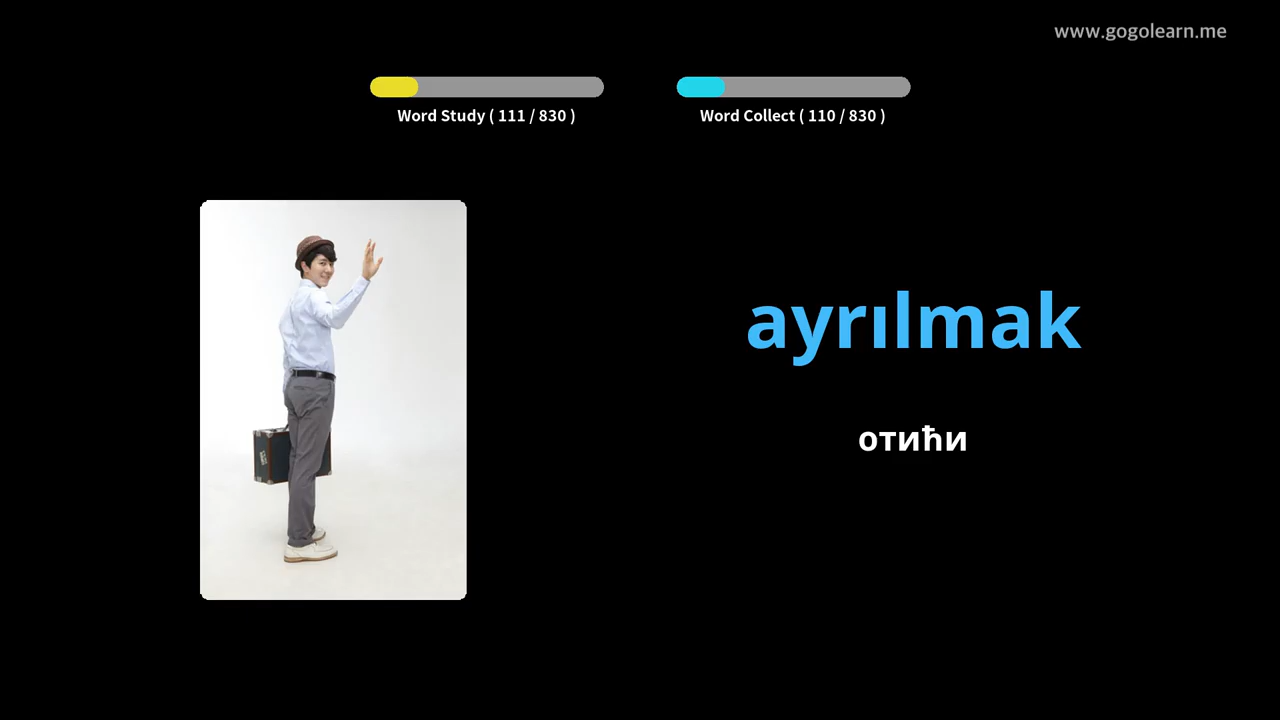 www.gogolearn.me
Word Study ( 111 / 830 )
Word Collect ( 110 / 830 )
ayrılmak
отићи